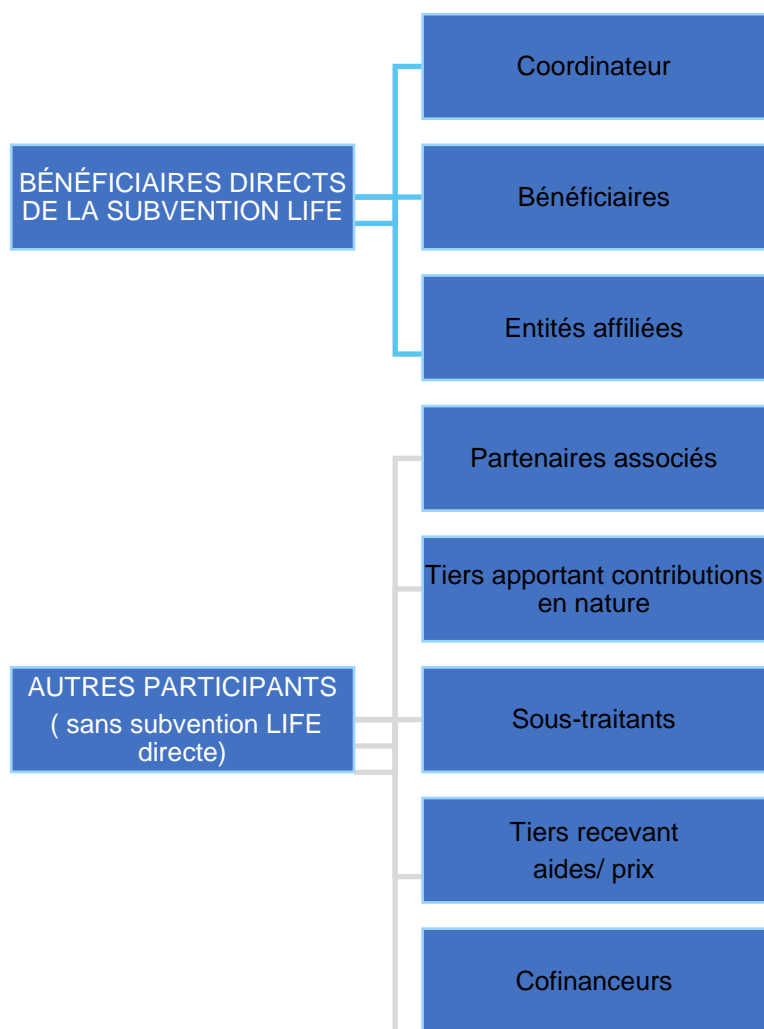 BÉNÉFICIAIRES DIRECTS
DE LA SUBVENTION LIFE
Coordinateur
Bénéficiaires
Entités affiliées
AUTRES PARTICIPANTS
( sans subvention LIFE
directe)
Partenaires associés
Tiers apportant contributions
en nature
Sous-traitants
Tiers recevant
aides/ prix
Cofinanceurs